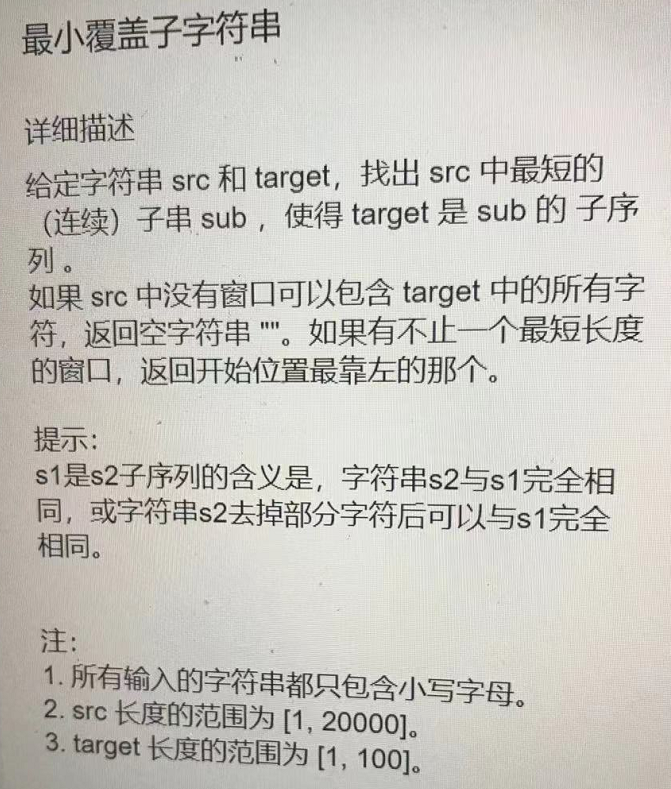 最小覆盖子字符串
详细描述
给定字符串 src 和 target，找出 src 中最短的
（连续）子串 sub ，使得 target 是 sub 的 子序
列 。
如果 src 中没有窗口可以包含 target 中的所有字
符，返回空字符串 ""。如果有不止一个最短长度
的窗口，返回开始位置最靠左的那个。
提示：
s1是s2子序列的含义是，字符串s2与s1完全相
同，或字符串s2去掉部分字符后可以与s1完全
相同。
注：
1. 所有输入的字符串都只包含小写字母。
2. src 长度的范围为 [1, 20000]。
3. target 长度的范围为 [1, 100]。